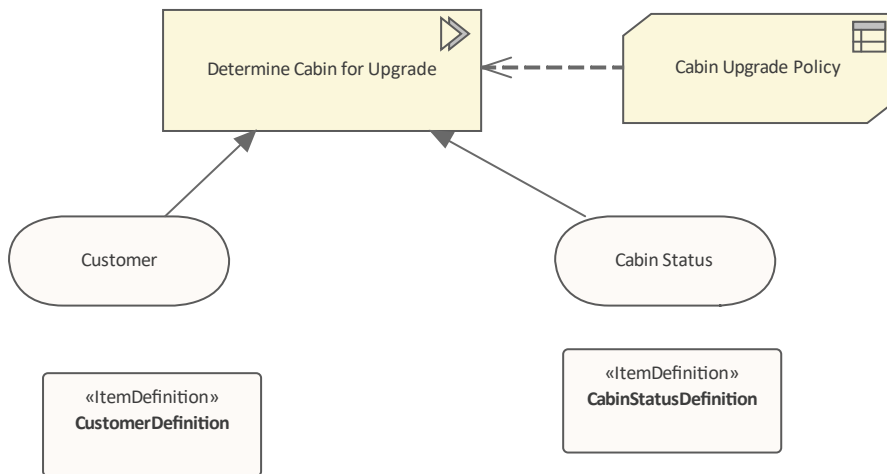 Determine Cabin for Upgrade
Cabin Upgrade Policy
Customer
Cabin Status
«ItemDefinition»
CustomerDefinition
«ItemDefinition»
CabinStatusDefinition